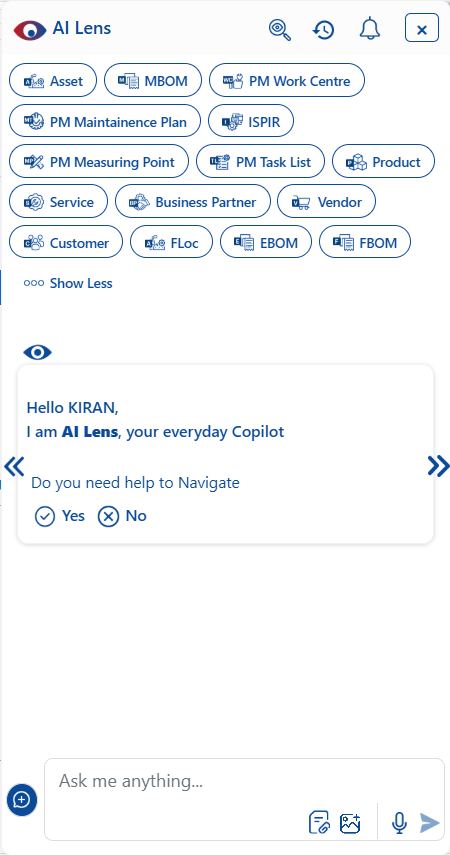 AI Lens
Asset MBOM PM Work Centre
PM Maintainence Plan ISPIR
PM Measuring Point PM Task List Product
Service Business Partner Vendor
Customer FLoc EBOM FBOM
Show Less
Hello KIRAN,
I am AI Lens, your everyday Copilot
Do you need help to Navigate
Yes No
Ask me anything...